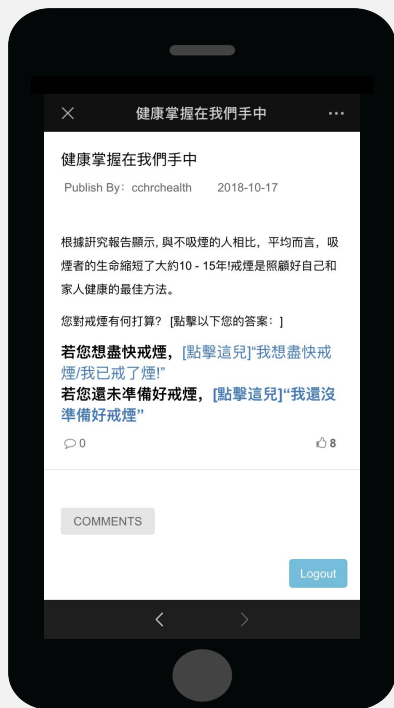 健康掌握在我們手中
健康掌握在我們手中
Publish By: cchrchealth 2018-10-17
根據研究報告顯示, 與不吸煙的人相比，平均而言，吸
煙者的生命縮短了大約10 - 15年!戒煙是照顧好自己和
家人健康的最佳方法。
您對戒煙有何打算? [點擊以下您的答案：]
若您想盡快戒煙，[點擊這兒]“我想盡快戒
煙/我已戒了煙!”
若您還未準備好戒煙，[點擊這兒]“我還沒
準備好戒煙”
0 8
COMMENTS
Logout